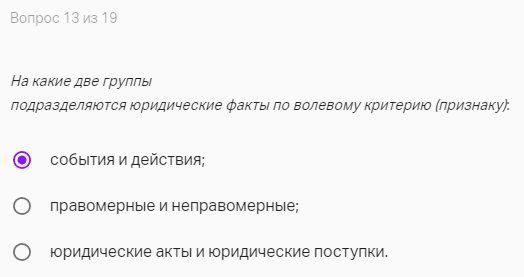 Вопрос 13 из 19
На какие две группы
подразделяются юридические факты по волевому критерию (признаку):
события и действия;
правомерные и неправомерные;
юридические акты и юридические поступки.